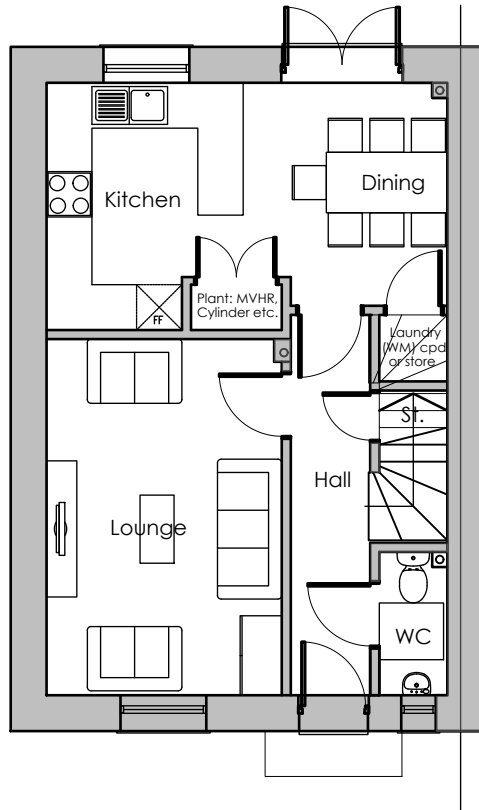 Kitchen
Dining
Plant: MVHR,
Cylinder etc.
FF
Laundry
(WM) cpd
or store
St.
Hall
Lounge
WC